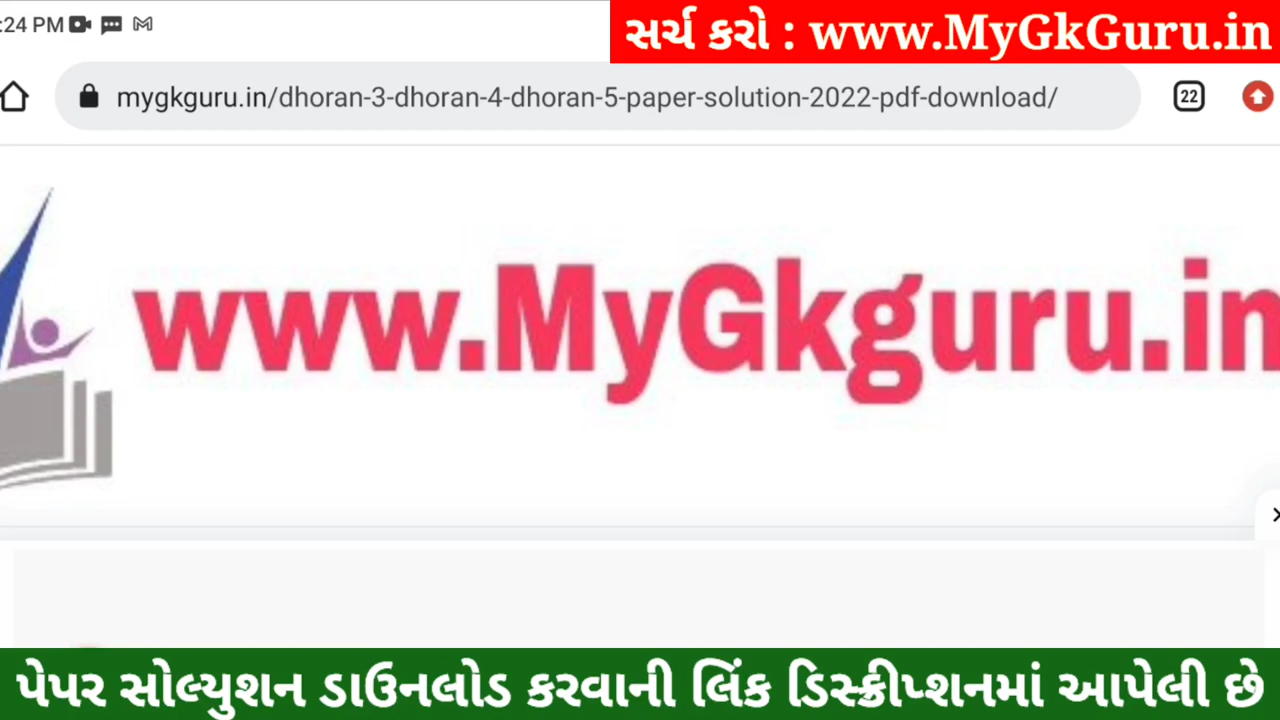 :24 PM
સર્ચ કરો : www.MyGkGuru.in
mygkguru.in/dhoran-3-dhoran-4-dhoran-5-paper-solution-2022-pdf-download/
22
www.MyGkguru.in
પેપર સોલ્યુશન ડાઉનલોડ કરવાની લિંક ડિસ્ક્રીપ્શનમાં આપેલી છે